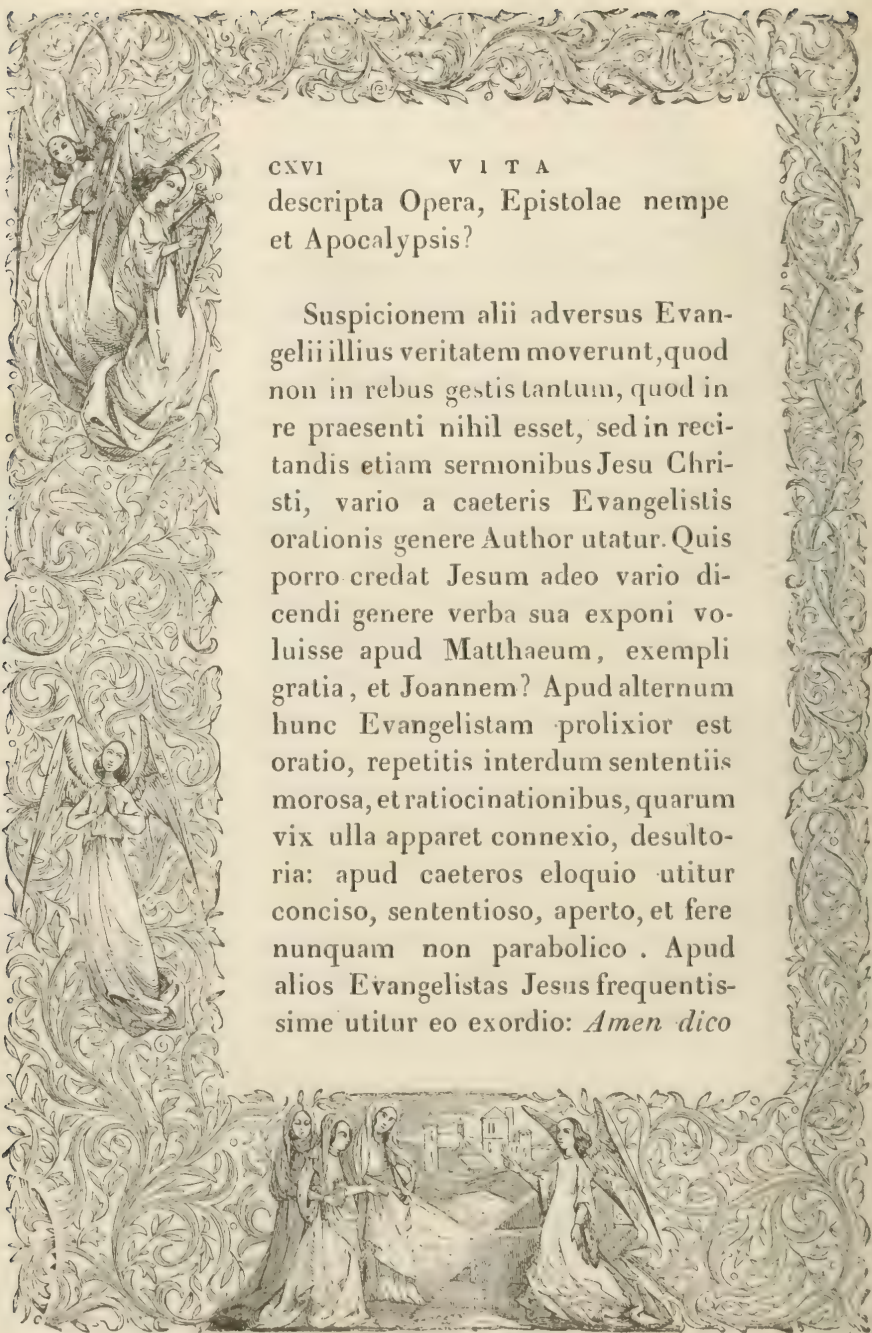 CXVI VITA
descripta Opera, Epistolae nempe
et Apocalypsis?
Suspicionem alii adversus Evan-
gelii illius veritatem moverunt, quod
non in rebus gestis tantum, quod in
re praesenti nihil esset, sed in reci-
tandis etiam sermonibus Jesu Chri-
sti, vario a caeteris Evangelistis
orationis genere Author utatur. Quis
porro credat Jesum adeo vario di-
cendi genere verba sua exponi vo-
luisse apud Matthaeum, exempli
gratia, et Joannem? Apud alternum
hunc Evangelistam prolixior est
oratio, repetitis interdum sententiis
morosa, et ratiocinationibus, quarum
vix ulla apparet connexio, desulto-
ria: apud caeteros eloquio utitur
conciso, sententioso, aperto, et fere
nunquam non parabolico . Apud
alios Evangelistas Jesus frequentis-
sime utitur eo exordio: Amen dico